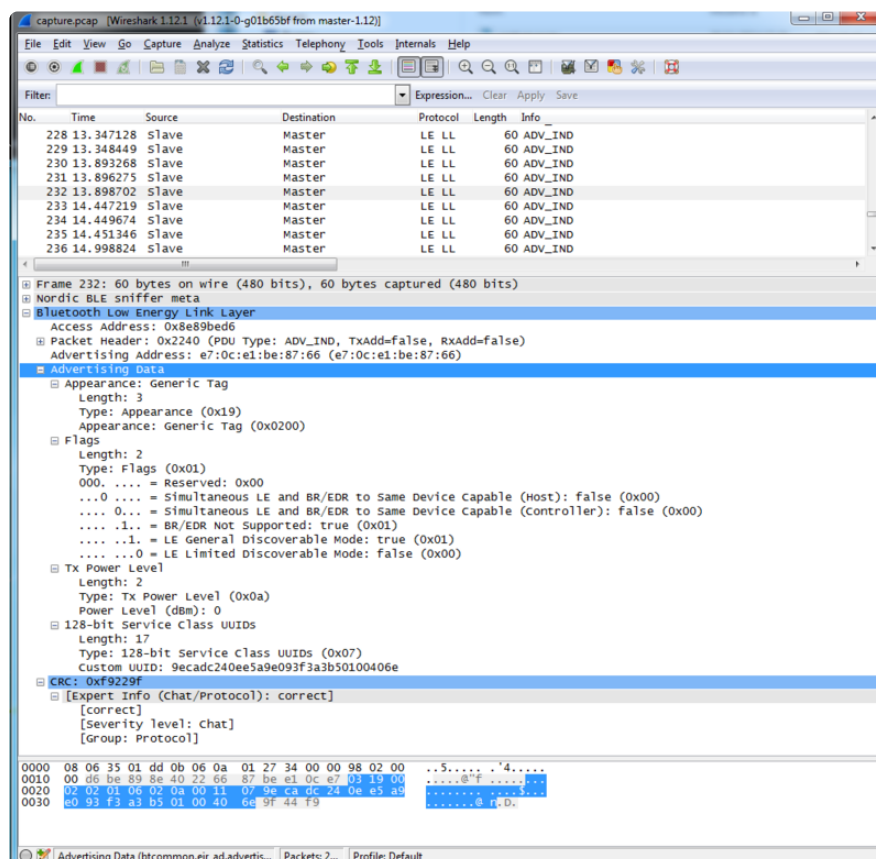 capture.pcap [Wireshark 1.12.1 (v1.12.1-0-g01b65bf from master-1.12)]
File Edit View Go Capture Analyze Statistics Telephony Tools Internals Help
Filter: Expression... Clear Apply Save
No. Time Source Destination Protocol Length Info
228 13.347128 Slave Master LE LL 60 ADV_IND
229 13.348449 Slave Master LE LL 60 ADV_IND
230 13.893268 Slave Master LE LL 60 ADV_IND
231 13.896275 Slave Master LE LL 60 ADV_IND
232 13.898702 Slave Master LE LL 60 ADV_IND
233 14.447219 Slave Master LE LL 60 ADV_IND
234 14.449674 Slave Master LE LL 60 ADV_IND
235 14.451346 Slave Master LE LL 60 ADV_IND
236 14.998824 Slave Master LE LL 60 ADV_IND
Frame 232: 60 bytes on wire (480 bits), 60 bytes captured (480 bits)
Nordic BLE sniffer meta
Bluetooth Low Energy Link Layer
Access Address: 0x8e89bed6
Packet Header: 0x2240 (PDU Type: ADV_IND, TxAdd=false, RxAdd=false)
Advertising Address: e7:0c:e1:be:87:66 (e7:0c:e1:be:87:66)
Advertising Data
Appearance: Generic Tag
Length: 3
Type: Appearance (0x19)
Appearance: Generic Tag (0x0200)
Flags
Length: 2
Type: Flags (0x01)
000. .... = Reserved: 0x00
...0 .... = Simultaneous LE and BR/EDR to Same Device Capable (Host): false (0x00)
.... 0... = Simultaneous LE and BR/EDR to Same Device Capable (Controller): false (0x00)
.... .1.. = BR/EDR Not Supported: true (0x01)
.... ..1. = LE General Discoverable Mode: true (0x01)
.... ...0 = LE Limited Discoverable Mode: false (0x00)
Tx Power Level
Length: 2
Type: Tx Power Level (0x0a)
Power Level (dBm): 0
128-bit Service Class UUIDs
Length: 17
Type: 128-bit Service Class UUIDs (0x07)
Custom UUID: 9ecadc240ee5a9e093f3a3b50100406e
CRC: 0xf9229f
[Expert Info (Chat/Protocol): correct]
[correct]
[Severity level: Chat]
[Group: Protocol]
0000 08 06 35 01 dd 0b 06 0a 01 27 34 00 00 98 02 00 ..5..... .'4.....
0010 00 d6 be 89 8e 40 22 66 87 be e1 0c e7 03 19 00 .....@"f ........
0020 02 02 01 06 02 0a 00 11 07 9e ca dc 24 0e e5 a9 ........ ....$...
0030 e0 93 f3 a3 b5 01 00 40 6e 9f 44 f9 .......@ n.D.
Advertising Data (btcommon.eir_ad.advertis... Packets: 2... Profile: Default